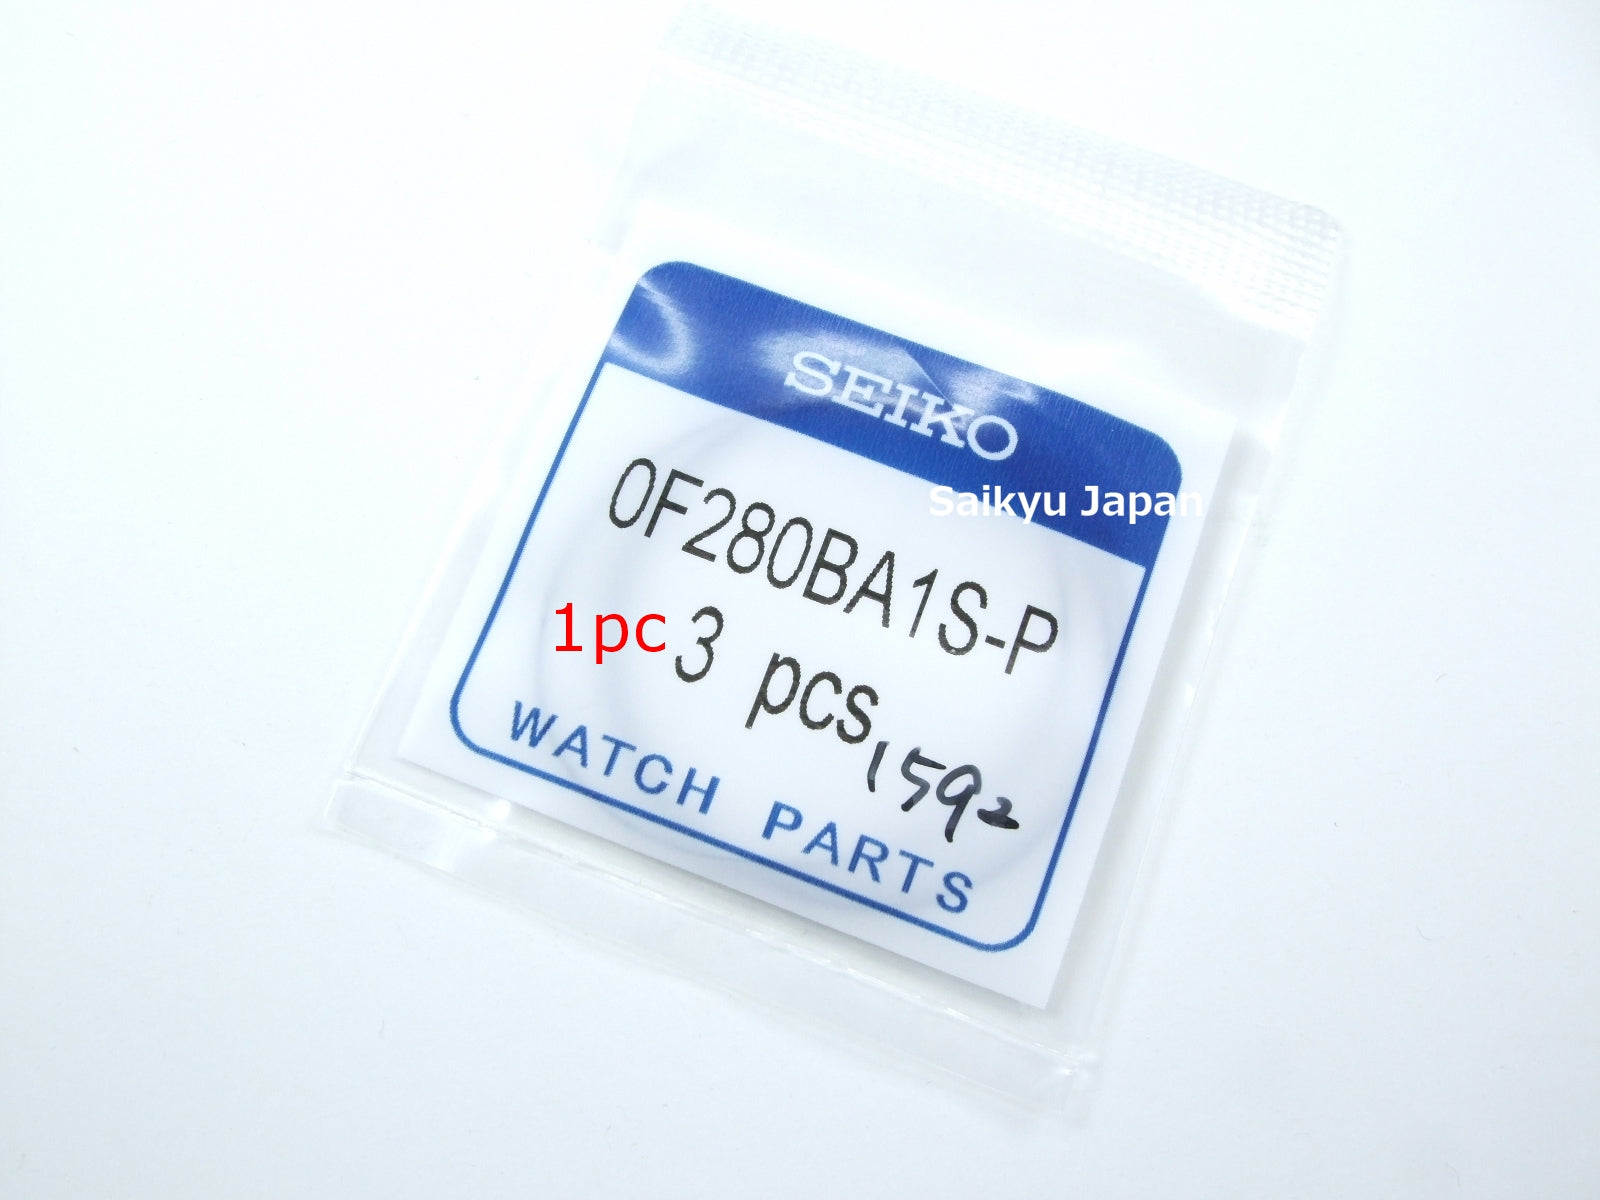 SEIKO
Saikyu Japan
0F280BA1S-P
1pc 3 pcs
1592
WATCH PARTS